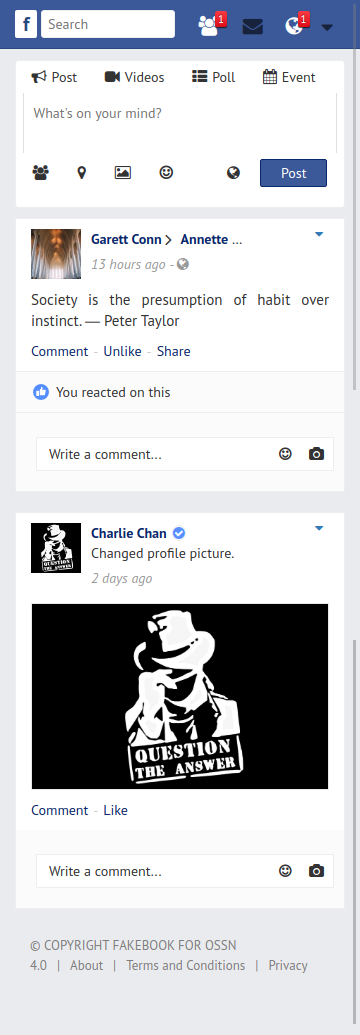 f Search 1 1
Post Videos Poll Event
What's on your mind?
Post
Garett Conn Annette ...
13 hours ago -
Society is the presumption of habit over
instinct. — Peter Taylor
Comment - Unlike - Share
You reacted on this
Write a comment...
Charlie Chan
Changed profile picture.
2 days ago
QUESTION
THE ANSWER
QUESTION
THE ANSWER
Comment - Like
Write a comment...
© COPYRIGHT FAKEBOOK FOR OSSN
4.0 | About | Terms and Conditions | Privacy